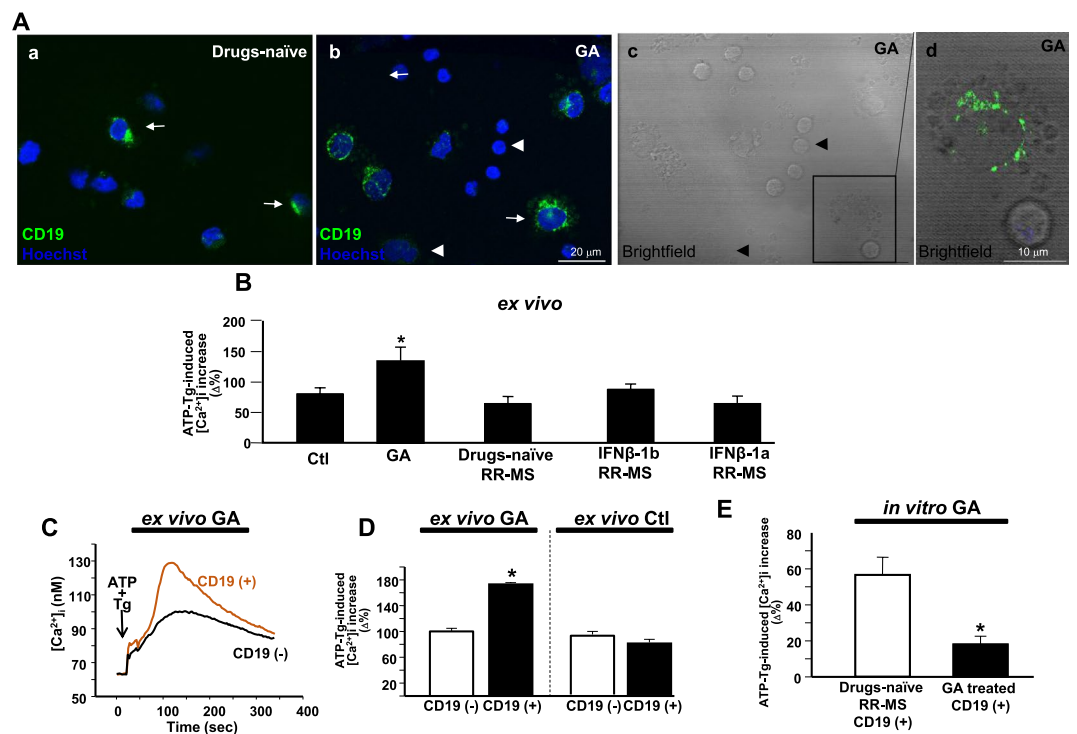 A
a
Drugs-naïve
CD19
Hoechst
b
GA
CD19
Hoechst
20 μm
c
GA
Brightfield
d
GA
Brightfield
10 μm
B
ex vivo
ATP-Tg-induced
[Ca²⁺]i increase
(Δ%)
200
150
100
50
0
Ctl
GA
*
Drugs-naïve
RR-MS
IFNβ-1b
RR-MS
IFNβ-1a
RR-MS
C
ex vivo GA
[Ca²⁺]i (nM)
130
110
90
70
50
ATP
+
Tg
CD19 (+)
CD19 (-)
0 100 200 300 400
Time (sec)
D
ex vivo GA
ex vivo Ctl
ATP-Tg-induced
[Ca²⁺]i increase
(Δ%)
180
140
100
60
20
0
*
CD19 (-) CD19 (+)
CD19 (-) CD19 (+)
E
in vitro GA
ATP-Tg-induced [Ca²⁺]i increase
(Δ%)
80
60
40
20
0
*
Drugs-naïve
RR-MS
CD19 (+)
GA treated
CD19 (+)